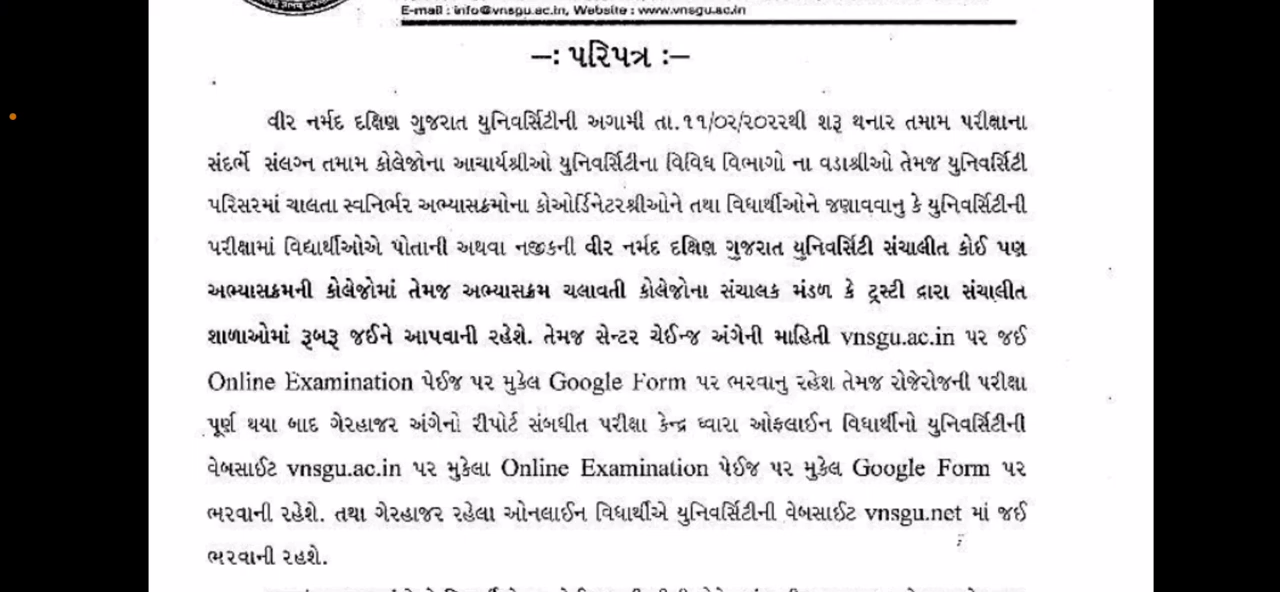 E-mail : info@vnsgu.ac.in, Website : www.vnsgu.ac.in
–: પરિપત્ર :–
વીર નર્મદ દક્ષિણ ગુજરાત યુનિવર્સિટીની અગામી તા.૧૧/૦૨/૨૦૨૨થી શરૂ થનાર તમામ પરીક્ષાના
સંદર્ભે સંલગ્ન તમામ કોલેજોના આચાર્યશ્રીઓ યુનિવર્સિટીના વિવિધ વિભાગો ના વડાશ્રીઓ તેમજ યુનિવર્સિટી
પરિસરમાં ચાલતા સ્વનિર્ભર અભ્યાસક્રમોના કોઓર્ડિનેટરશ્રીઓને તથા વિધાર્થીઓને જણાવવાનુ કે યુનિવર્સિટીની
પરીક્ષામાં વિદ્યાર્થીઓએ પોતાની અથવા નજીકની વીર નર્મદ દક્ષિણ ગુજરાત યુનિવર્સિટી સંચાલીત કોઈ પણ
અભ્યાસક્રમની કોલેજોમાં તેમજ અભ્યાસક્રમ ચલાવતી કોલેજોના સંચાલક મંડળ કે ટ્રસ્ટી દ્વારા સંચાલીત
શાળાઓમાં રૂબરૂ જઈને આપવાની રહેશે. તેમજ સેન્ટર ચેઈન્જ અંગેની માહિતી vnsgu.ac.in પર જઈ
Online Examination પેઈજ પર મુકેલ Google Form પર ભરવાનુ રહેશ તેમજ રોજેરોજની પરીક્ષા
પૂર્ણ થયા બાદ ગેરહાજર અંગેનો રીપોર્ટ સંબધીત પરીક્ષા કેન્દ્ર ધ્વારા ઓફલાઈન વિધાર્થીનો યુનિવર્સિટીની
વેબસાઈટ vnsgu.ac.in પર મુકેલા Online Examination પેઈજ પર મુકેલ Google Form પર
ભરવાની રહેશે. તથા ગેરહાજર રહેલા ઓનલાઈન વિધાર્થીએ યુનિવર્સિટીની વેબસાઈટ vnsgu.net માં જઈ
ભરવાની રહશે.